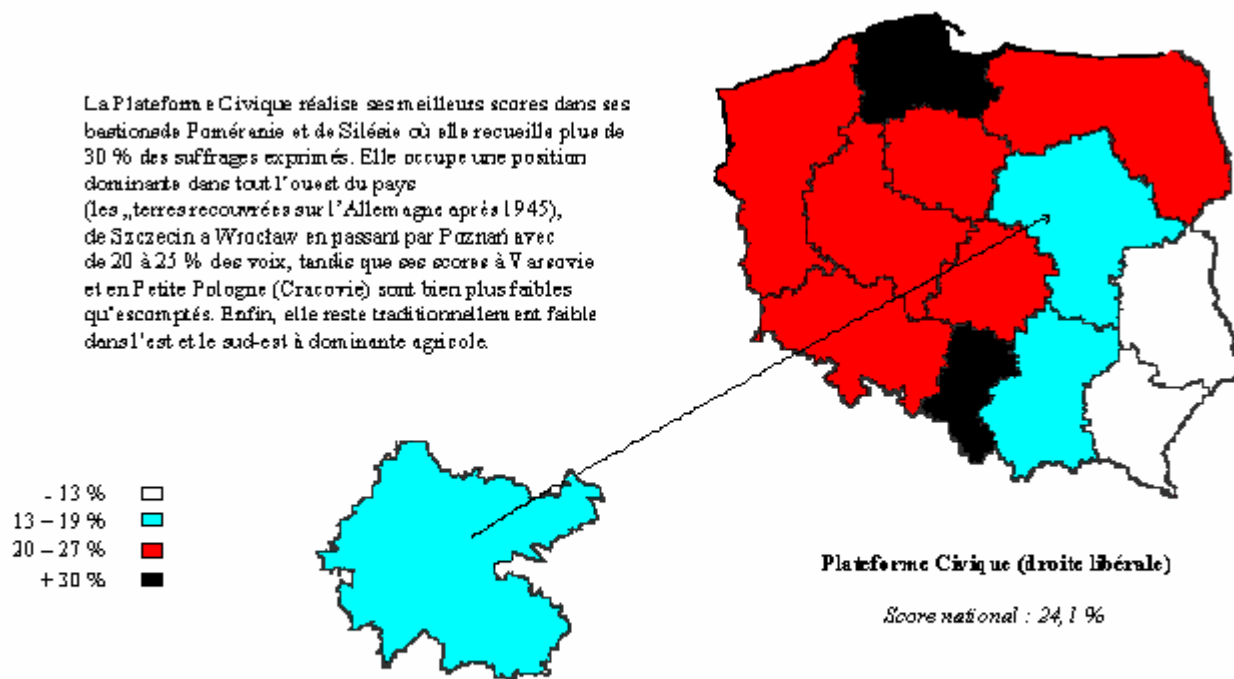 La Plateforme Civique réalise ses meilleurs scores dans ses
bastionsde Poméranie et de Silésie où elle recueille plus de
30 % des suffrages exprimés. Elle occupe une position
dominante dans tout l'ouest du pays
(les „terres recouvrées sur l'Allemagne après 1945),
de Szczecin a Wrocław en passant par Poznań avec
de 20 à 25 % des voix, tandis que ses scores à Varsovie
et en Petite Pologne (Cracovie) sont bien plus faibles
qu'escomptés. Enfin, elle reste traditionnellement faible
dans l'est et le sud-est à dominante agricole.
- 13 %
13 – 19 %
20 – 27 %
+ 30 %
Plateforme Civique (droite libérale)
Score national : 24,1 %